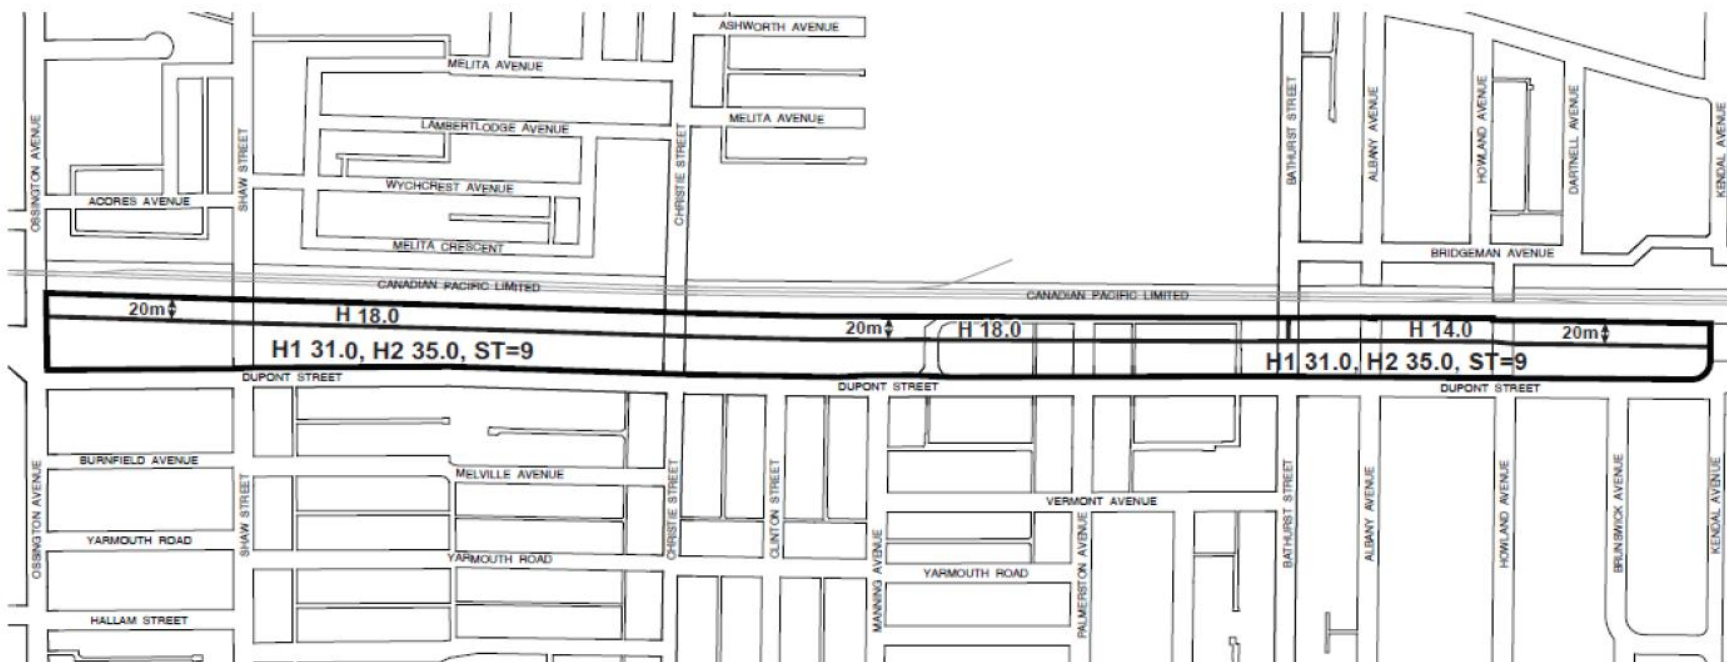 ASHWORTH AVENUE
MELITA AVENUE
OSSINGTON AVENUE
SHAW STREET
LAMBERTLODGE AVENUE
CHRISTIE STREET
MELITA AVENUE
BATHURST STREET
ALBANY AVENUE
HOWLAND AVENUE
DARTNELL AVENUE
KENDAL AVENUE
ACORES AVENUE
WYCHCREST AVENUE
MELITA CRESCENT
BRIDGEMAN AVENUE
CANADIAN PACIFIC LIMITED
CANADIAN PACIFIC LIMITED
20m
H 18.0
20m
H 18.0
H 14.0
20m
H1 31.0, H2 35.0, ST=9
H1 31.0, H2 35.0, ST=9
DUPONT STREET
DUPONT STREET
DUPONT STREET
BURNFIELD AVENUE
MELVILLE AVENUE
OSSINGTON AVENUE
SHAW STREET
CHRISTIE STREET
CLINTON STREET
VERMONT AVENUE
BATHURST STREET
ALBANY AVENUE
HOWLAND AVENUE
BRUNSWICK AVENUE
KENDAL AVENUE
YARMOUTH ROAD
YARMOUTH ROAD
MANNING AVENUE
YARMOUTH ROAD
PALMERSTON AVENUE
HALLAM STREET